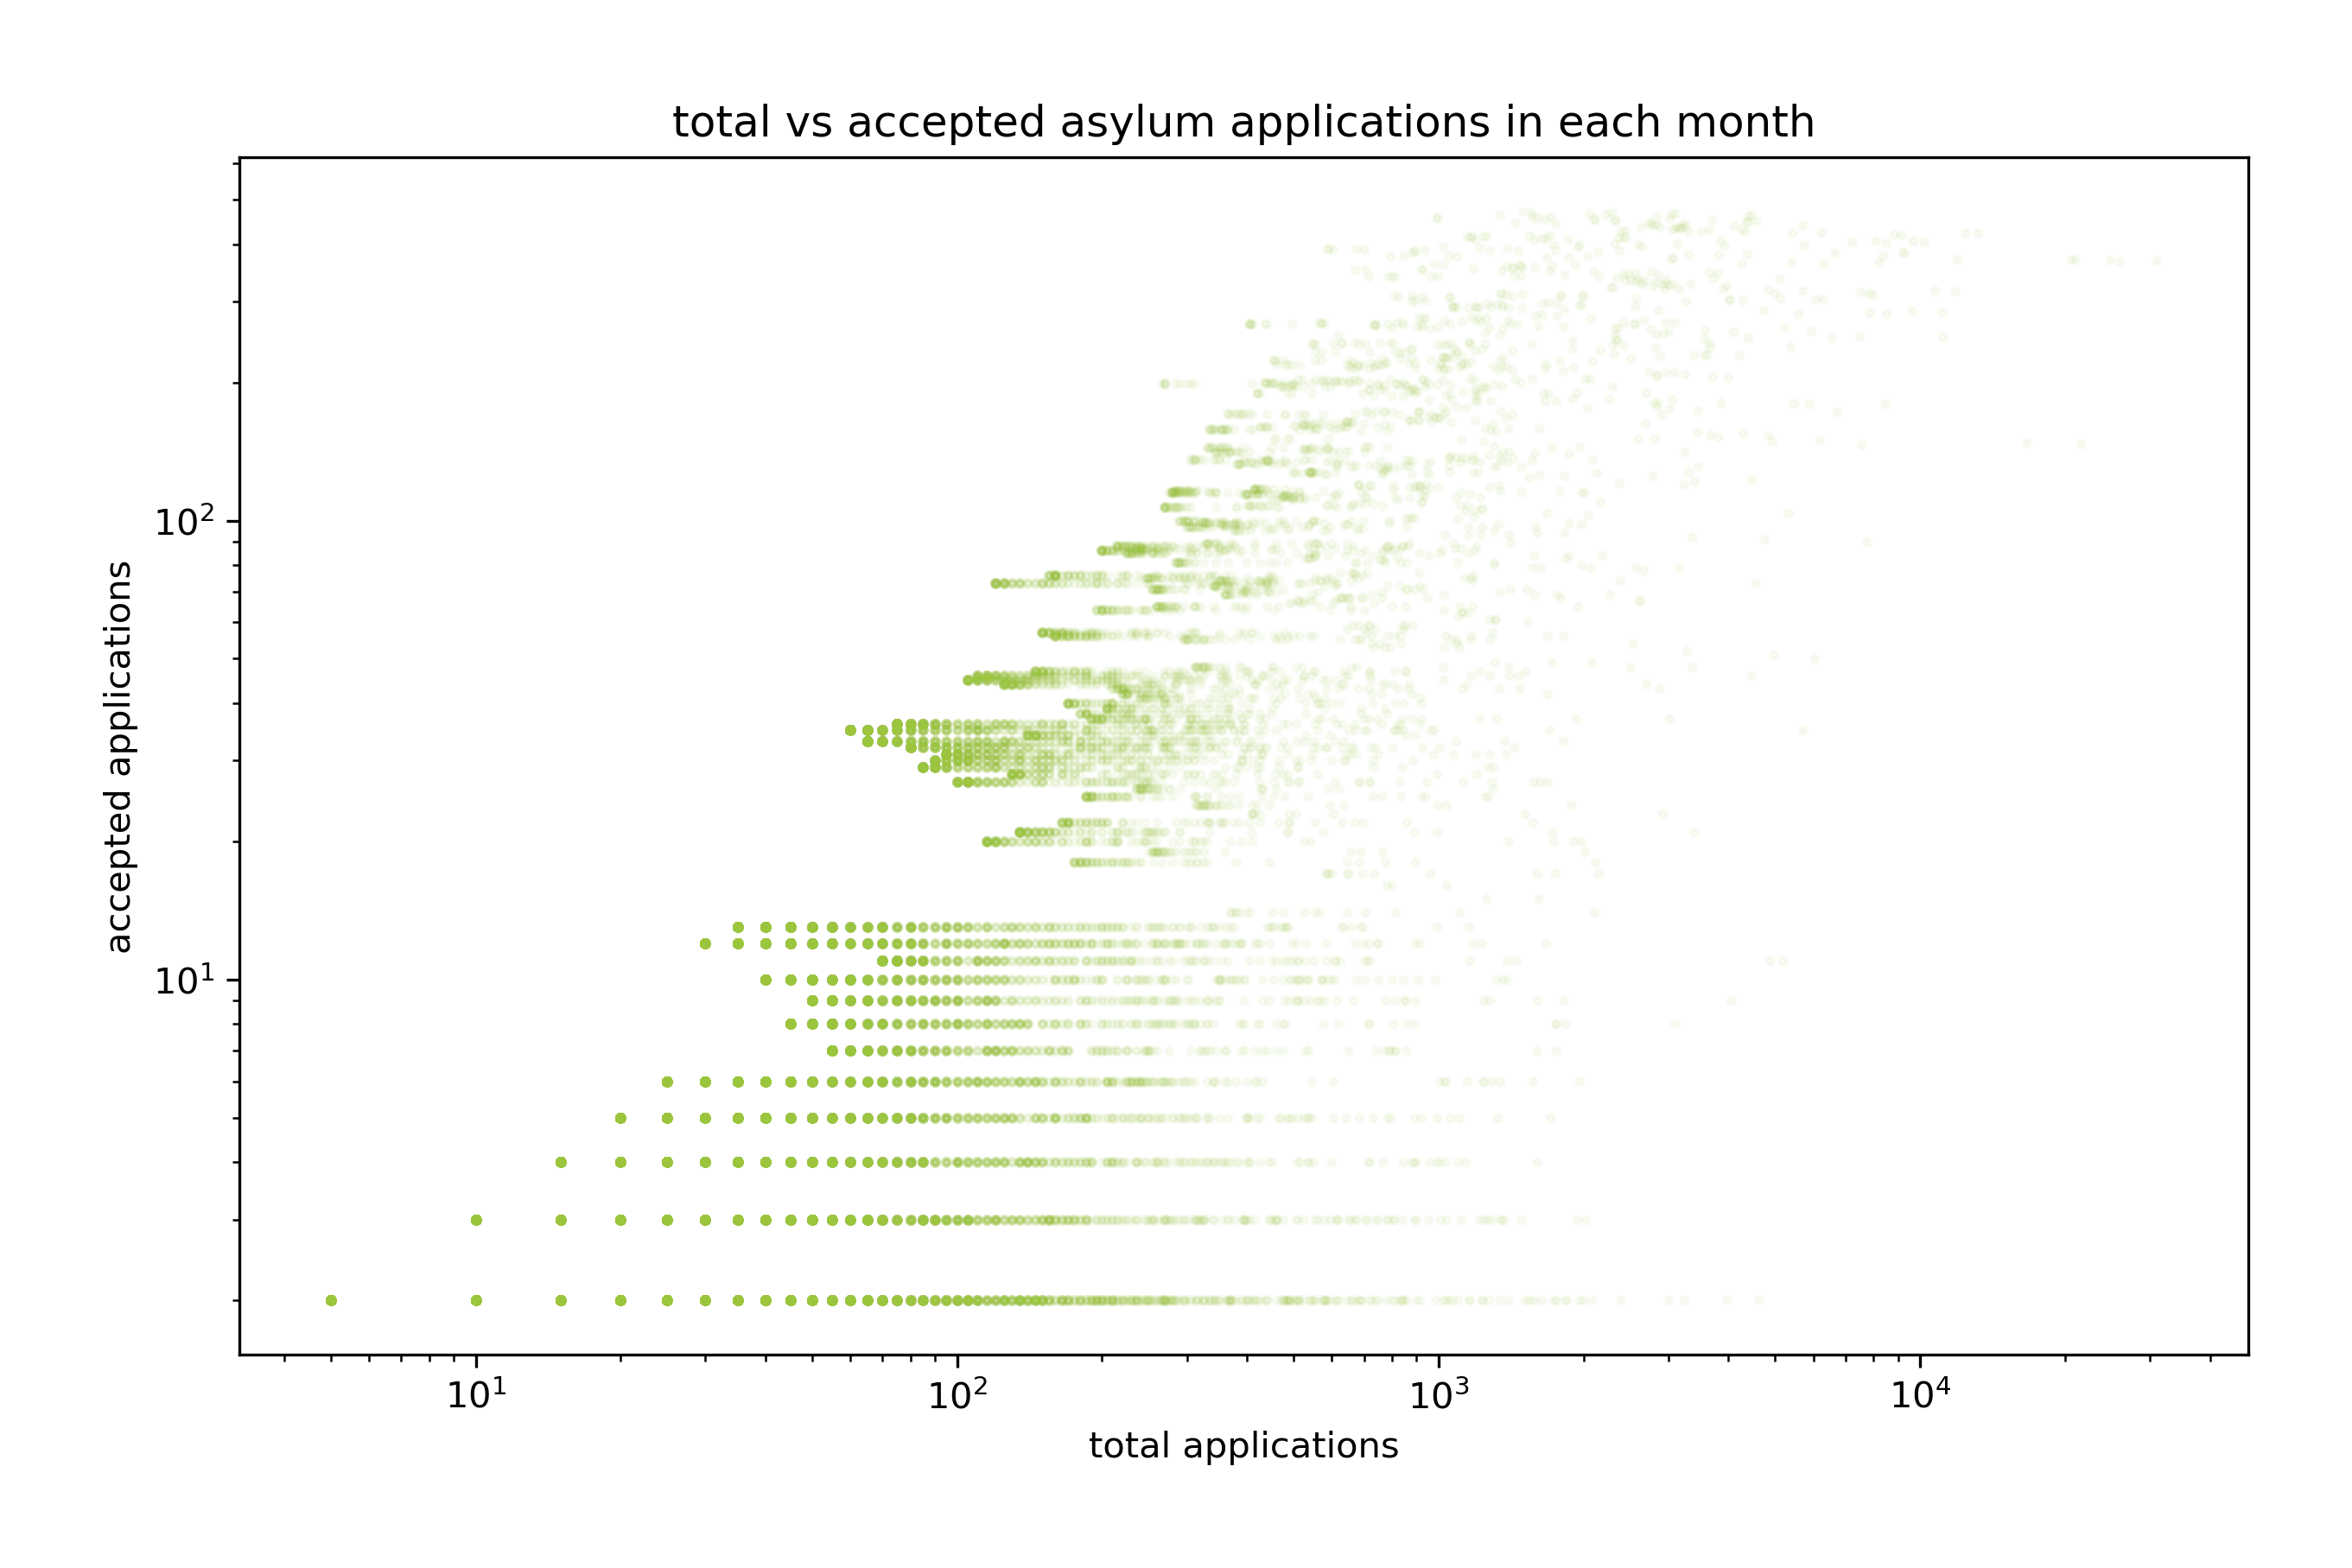 total vs accepted asylum applications in each month
accepted applications
10²
10¹
10¹ 10² 10³ 10⁴
total applications